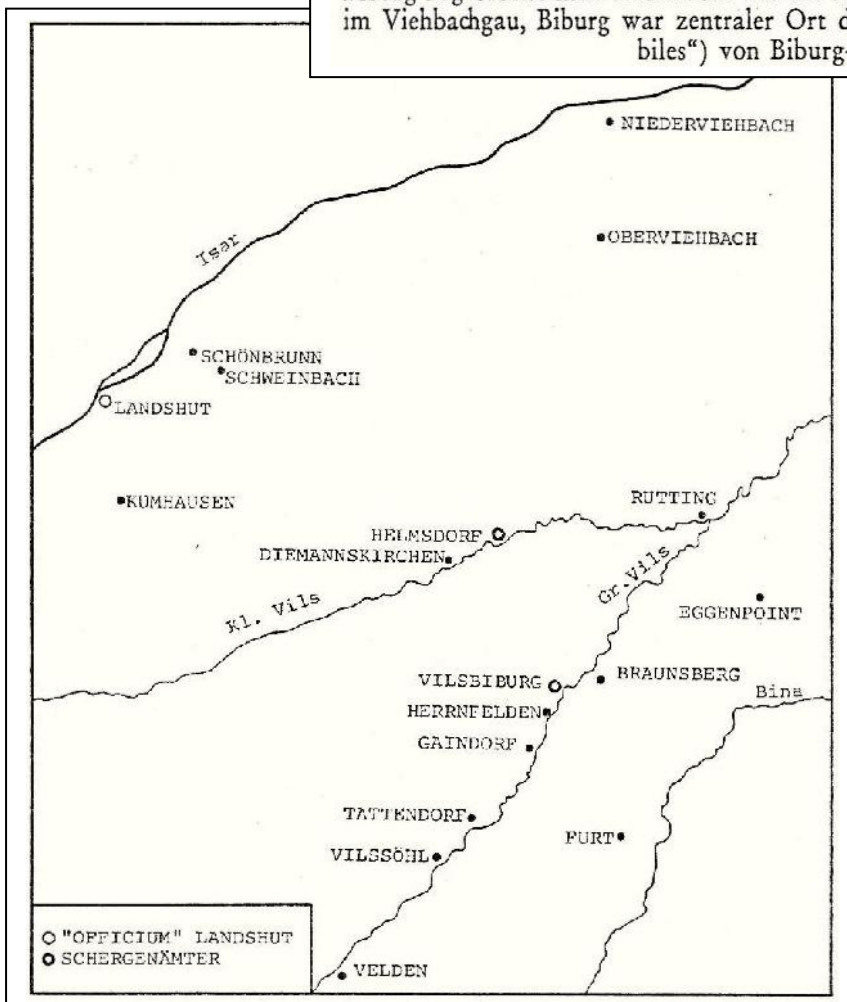 im Viehbachgau, Biburg war zentraler Ort d
biles“) von Biburg-
NIEDERVIEHBACH
OBERVIEHBACH
Isar
SCHÖNBRUNN
SCHWEINBACH
LANDSHUT
KUMHAUSEN
RUTTING
HELMSDORF
DIEMANNSKIRCHEN
Gr. Vils
Kl. Vils
EGGENPOINT
VILSBIBURG
BRAUNSBERG
Bina
HERRNFELDEN
GAINDORF
TATTENDORF
FURT
VILSSÖHL
"OFFICIUM" LANDSHUT
SCHERGENÄMTER
VELDEN